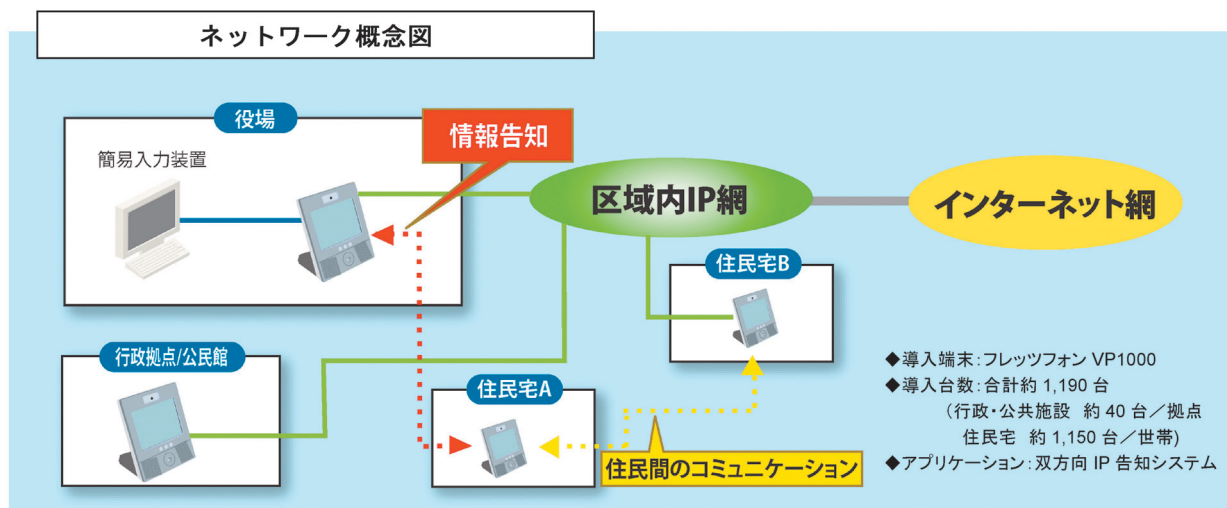 ネットワーク概念図
役場
情報告知
簡易入力装置
区域内IP網
インターネット網
住民宅B
行政拠点/公民館
住民宅A
住民間のコミュニケーション
◆導入端末:フレッツフォン VP1000
◆導入台数:合計約 1,190 台
(行政・公共施設 約 40 台/拠点
住民宅 約 1,150 台/世帯)
◆アプリケーション:双方向 IP 告知システム